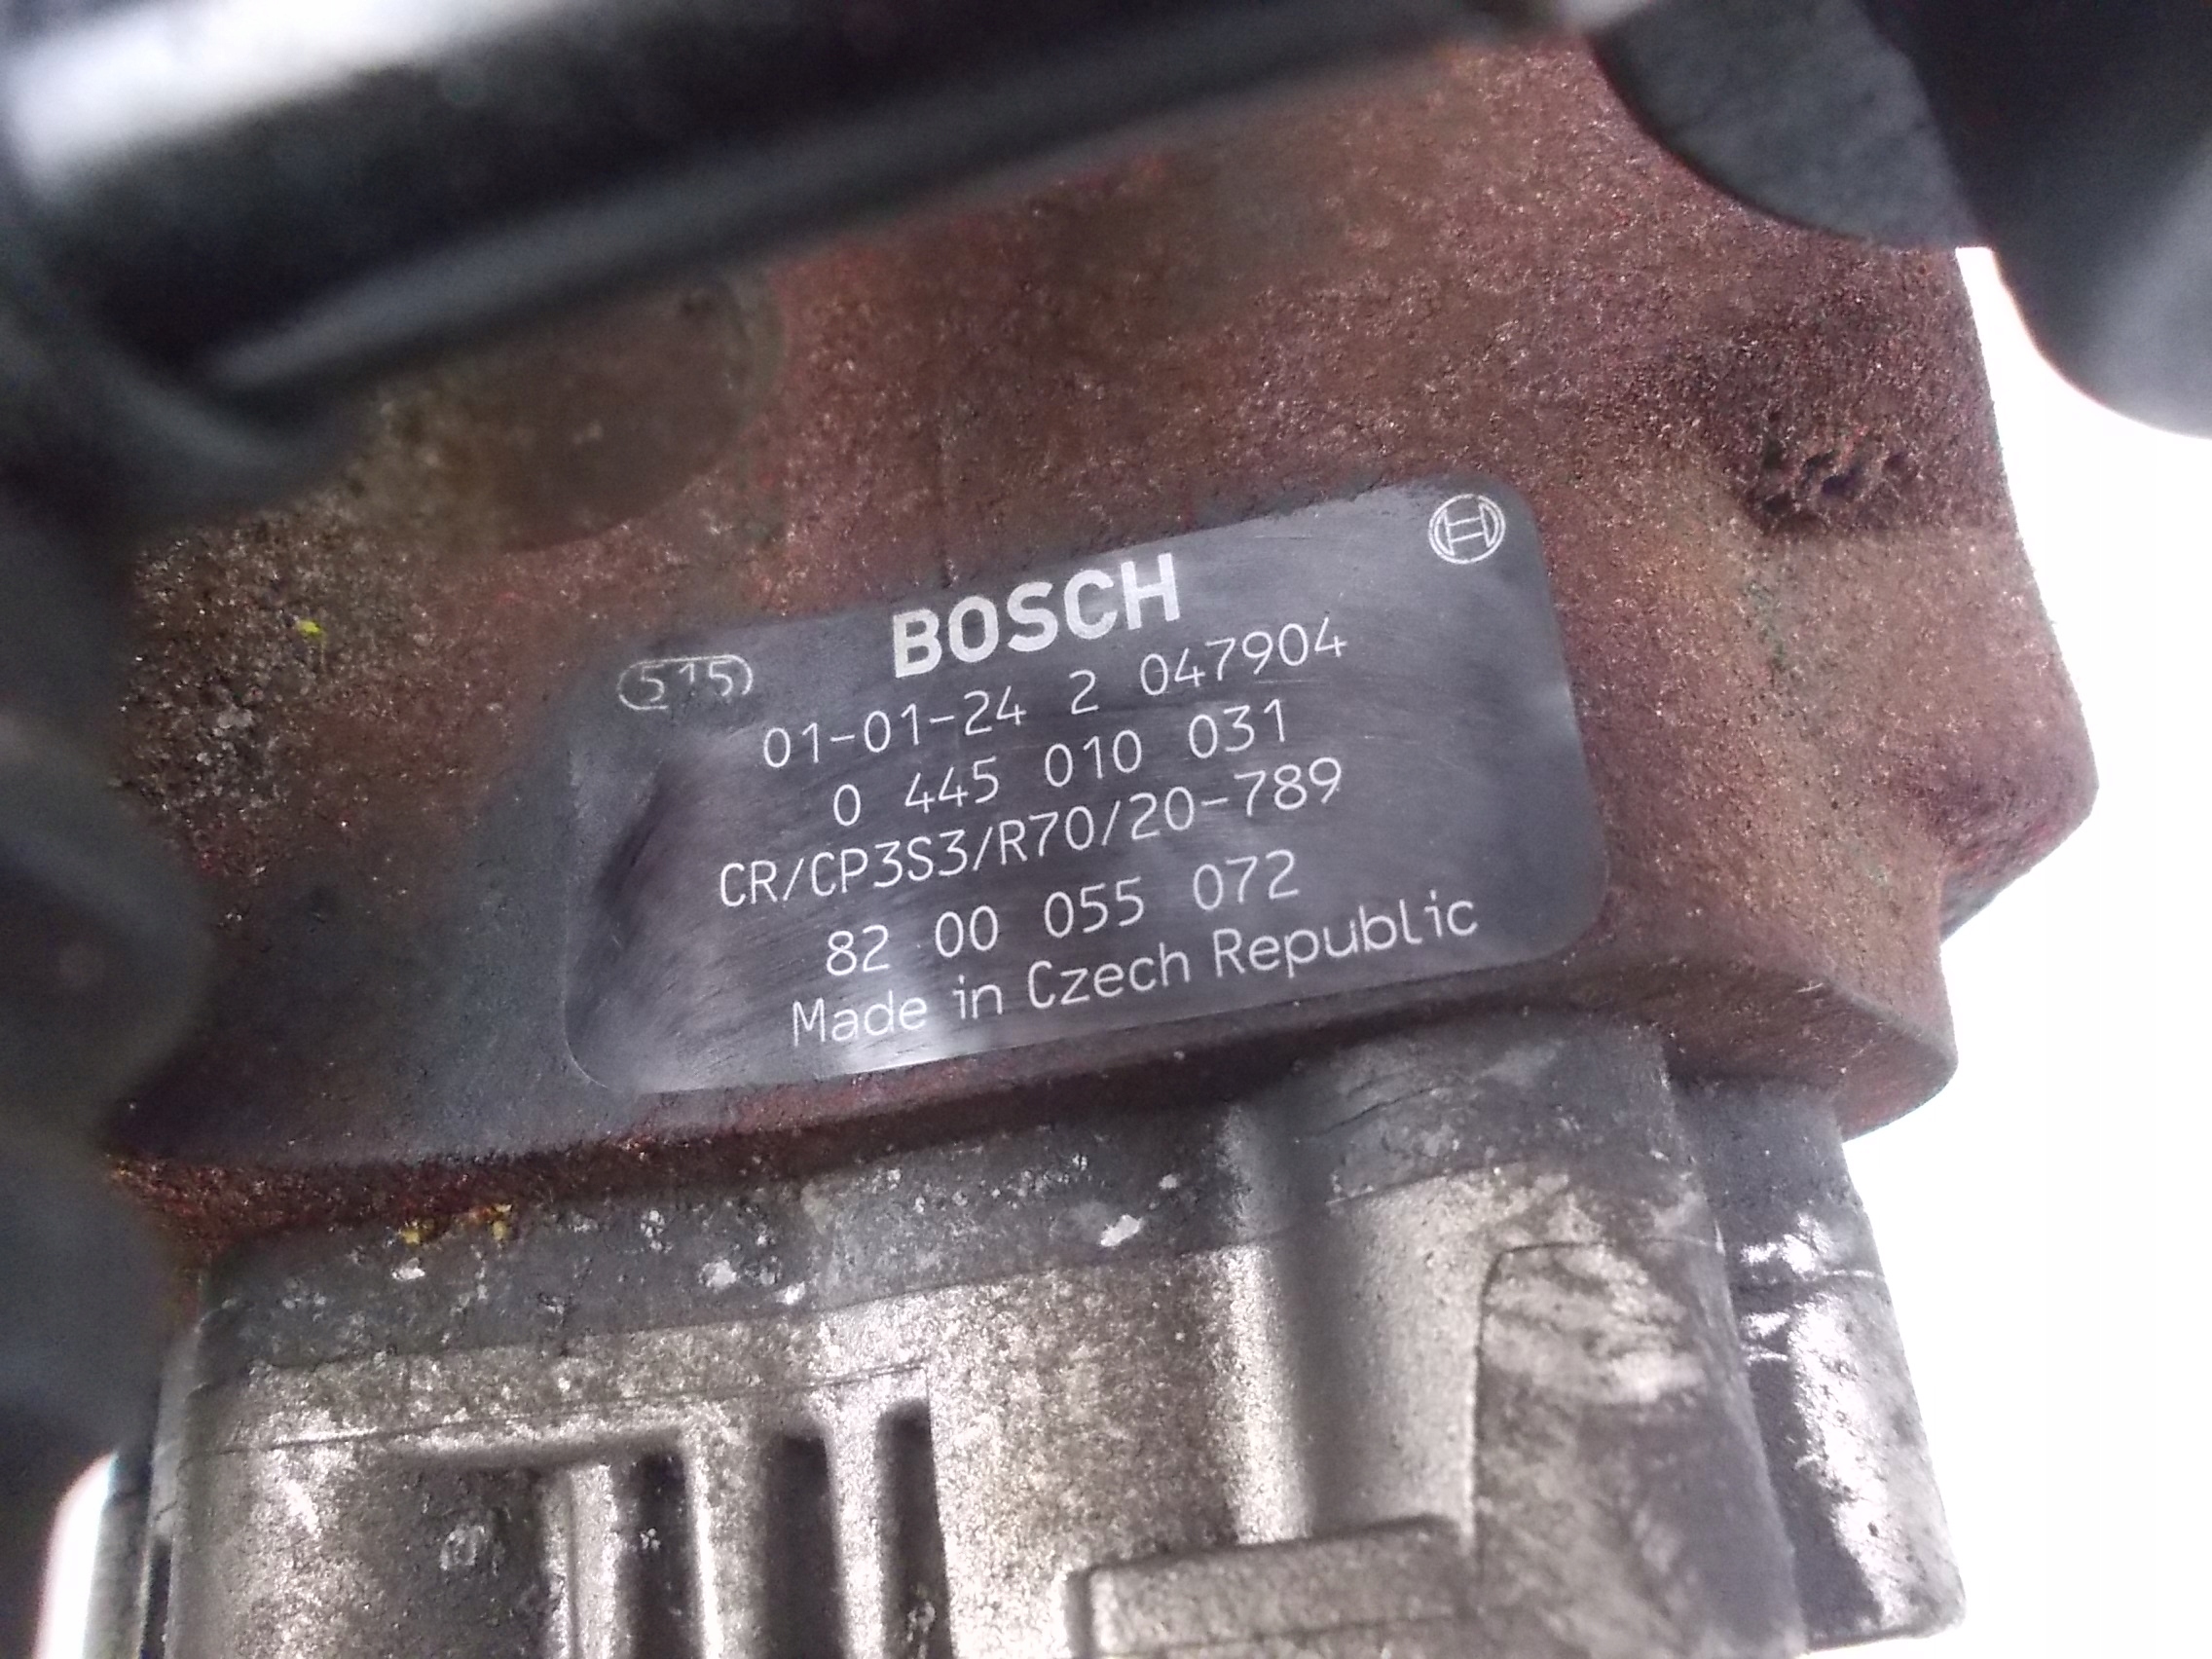 BOSCH
515
01-01-24 2 047904
0 445 010 031
CR/CP3S3/R70/20-789
82 00 055 072
Made in Czech Republic